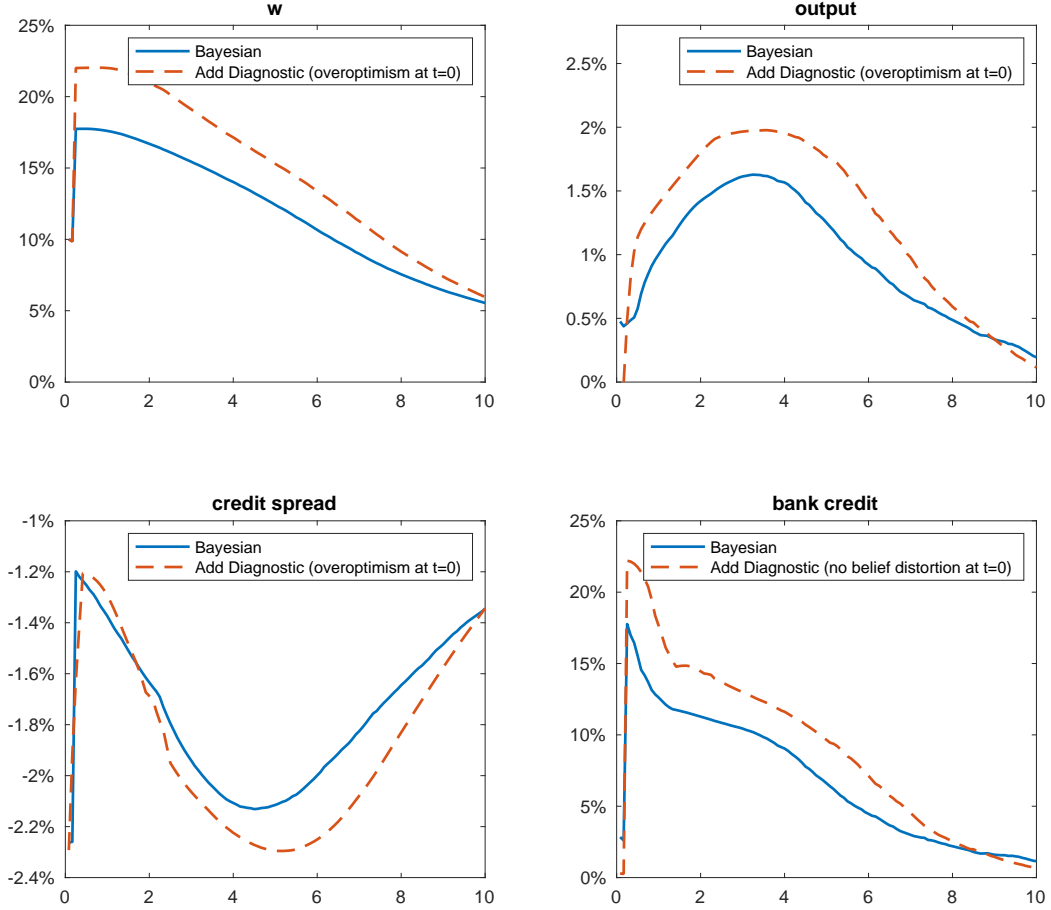 w
25%
20%
15%
10%
5%
0%
0 2 4 6 8 10
Bayesian
Add Diagnostic (overoptimism at t=0)
output
2.5%
2%
1.5%
1%
0.5%
0%
0 2 4 6 8 10
Bayesian
Add Diagnostic (overoptimism at t=0)
credit spread
-1%
-1.2%
-1.4%
-1.6%
-1.8%
-2%
-2.2%
-2.4%
0 2 4 6 8 10
Bayesian
Add Diagnostic (overoptimism at t=0)
bank credit
25%
20%
15%
10%
5%
0%
0 2 4 6 8 10
Bayesian
Add Diagnostic (no belief distortion at t=0)